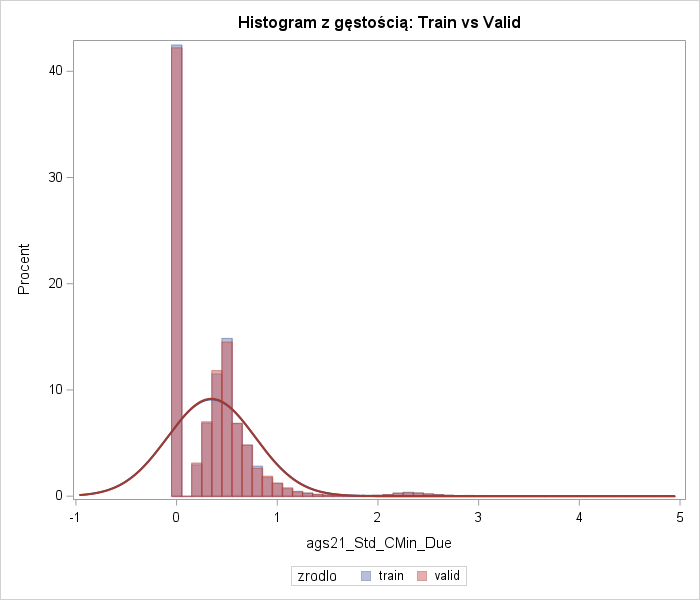 Histogram z gęstością: Train vs Valid
40
30
20
10
0
Procent
-1 0 1 2 3 4 5
ags21_Std_CMin_Due
zrodlo train valid